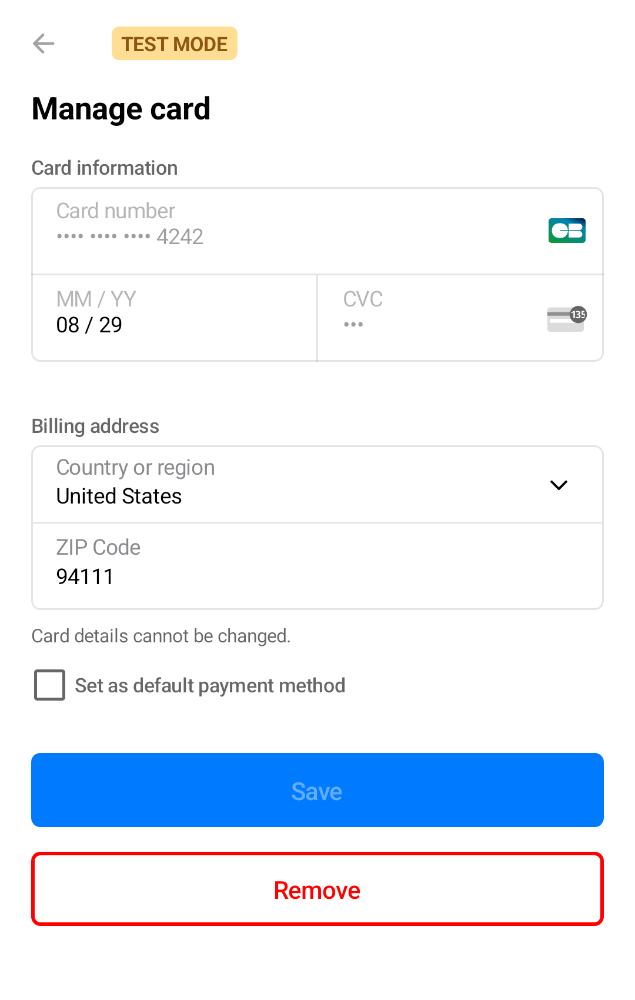 TEST MODE
Manage card
Card information
Card number
•••• •••• •••• 4242
CB
MM / YY
08 / 29
CVC
•••
135
Billing address
Country or region
United States
ZIP Code
94111
Card details cannot be changed.
Set as default payment method
Save
Remove